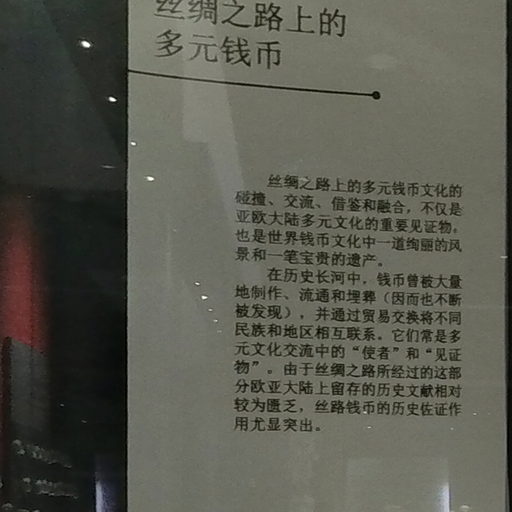 丝绸之路上的
多元钱币
丝绸之路上的多元钱币文化的
碰撞、交流、借鉴和融合，不仅是
亚欧大陆多元文化的重要见证物，
也是世界钱币文化中一道绚丽的风
景和一笔宝贵的遗产。
在历史长河中，钱币曾被大量
地制作、流通和埋葬（因而也不断
被发现），并通过贸易交换将不同
民族和地区相互联系。它们常是多
元文化交流中的“使者”和“见证
物”。由于丝绸之路所经过的这部
分欧亚大陆上留存的历史文献相对
较为匮乏，丝路钱币的历史佐证作
用尤显突出。